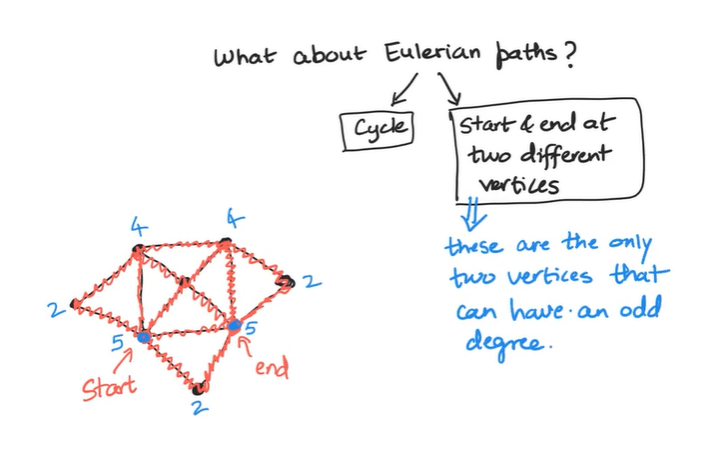 What about Eulerian paths?
Cycle
Start & end at
two different
vertices
these are the only
two vertices that
can have an odd
degree.
4
4
2
2
5
5
Start
end
2